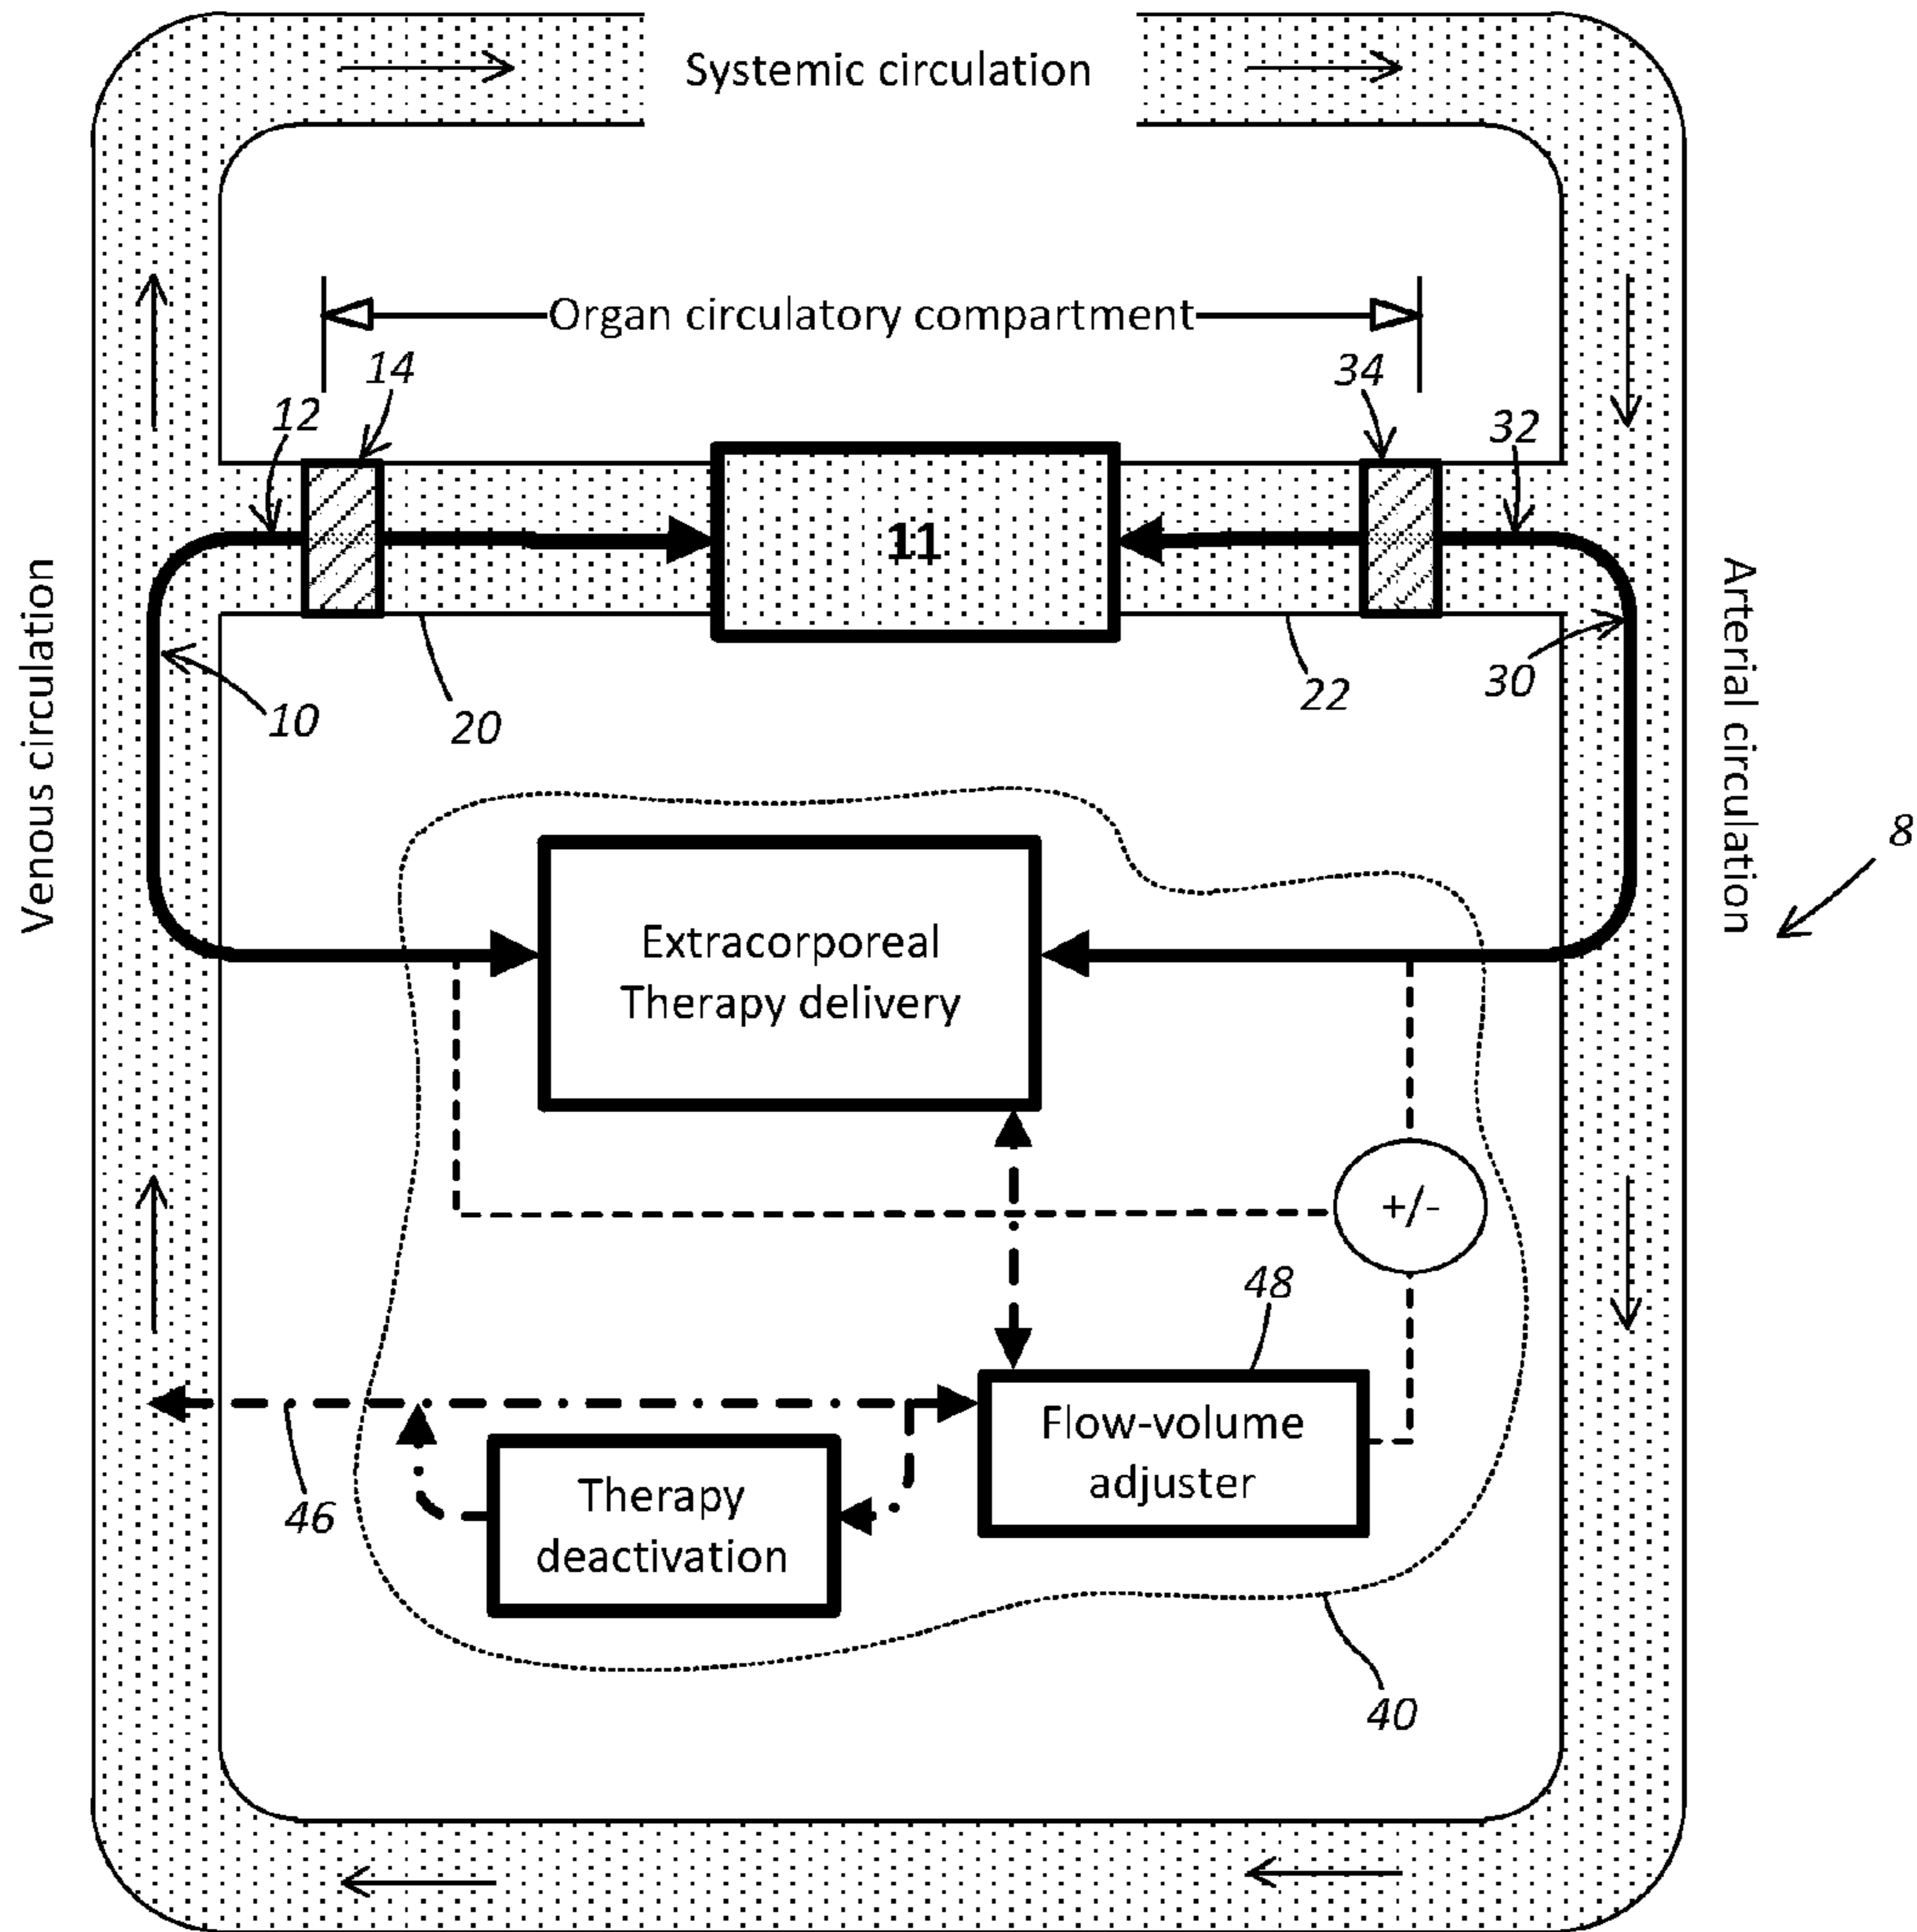 Systemic circulation
Organ circulatory compartment
14
34
12
32
11
Venous circulation
Arterial circulation
10
20
22
30
8
Extracorporeal
Therapy delivery
+/-
48
Flow-volume
adjuster
46
Therapy
deactivation
40